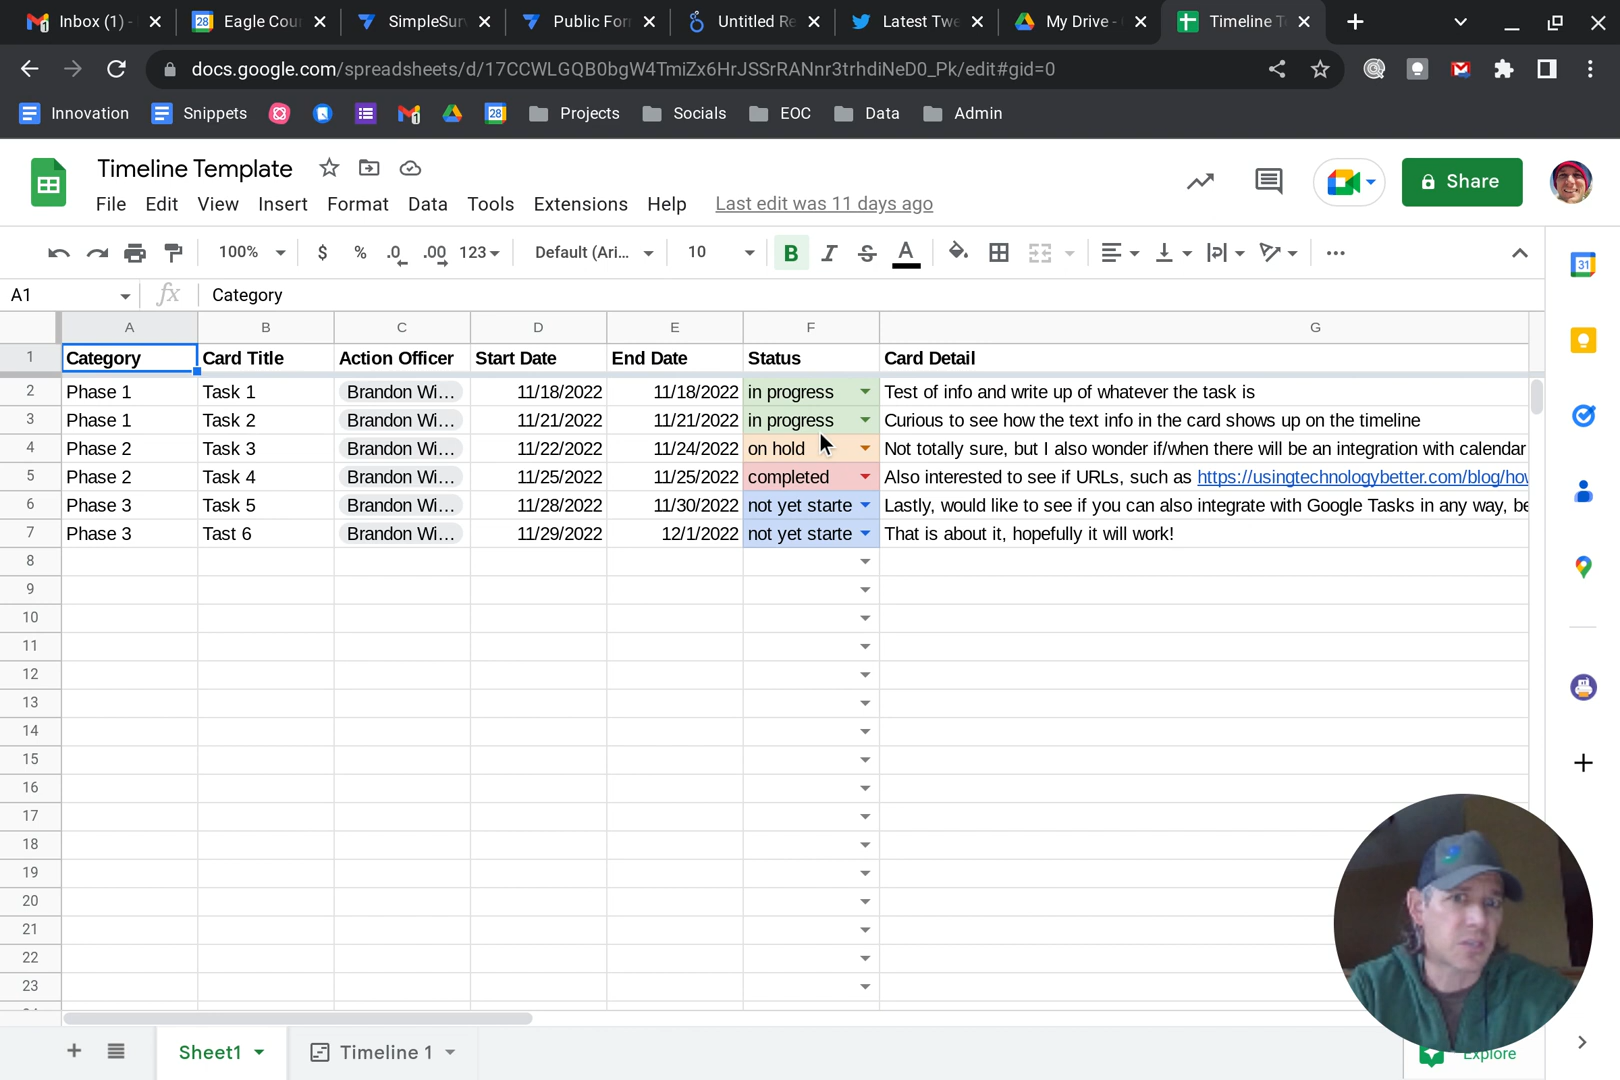 Inbox (1) -
Eagle Cou
SimpleSur
Public For
Untitled Re
Latest Twe
My Drive -
Timeline T
docs.google.com/spreadsheets/d/17CCWLGQB0bgW4TmiZx6HrJSSrRANnr3trhdiNeD0_Pk/edit#gid=0
Innovation
Snippets
Projects
Socials
EOC
Data
Admin
Timeline Template
Share
File Edit View Insert Format Data Tools Extensions Help Last edit was 11 days ago
100% $ % .0 .00 123 Default (Ari... 10 B I S A
A1 fx Category
A B C D E F G
1 Category Card Title Action Officer Start Date End Date Status Card Detail
2 Phase 1 Task 1 Brandon Wi... 11/18/2022 11/18/2022 in progress Test of info and write up of whatever the task is
3 Phase 1 Task 2 Brandon Wi... 11/21/2022 11/21/2022 in progress Curious to see how the text info in the card shows up on the timeline
4 Phase 2 Task 3 Brandon Wi... 11/22/2022 11/24/2022 on hold Not totally sure, but I also wonder if/when there will be an integration with calendar
5 Phase 2 Task 4 Brandon Wi... 11/25/2022 11/25/2022 completed Also interested to see if URLs, such as https://usingtechnologybetter.com/blog/how
6 Phase 3 Task 5 Brandon Wi... 11/28/2022 11/30/2022 not yet starte Lastly, would like to see if you can also integrate with Google Tasks in any way, be
7 Phase 3 Tast 6 Brandon Wi... 11/29/2022 12/1/2022 not yet starte That is about it, hopefully it will work!
8
9
10
11
12
13
14
15
16
17
18
19
20
21
22
23
Sheet1
Timeline 1
Explore